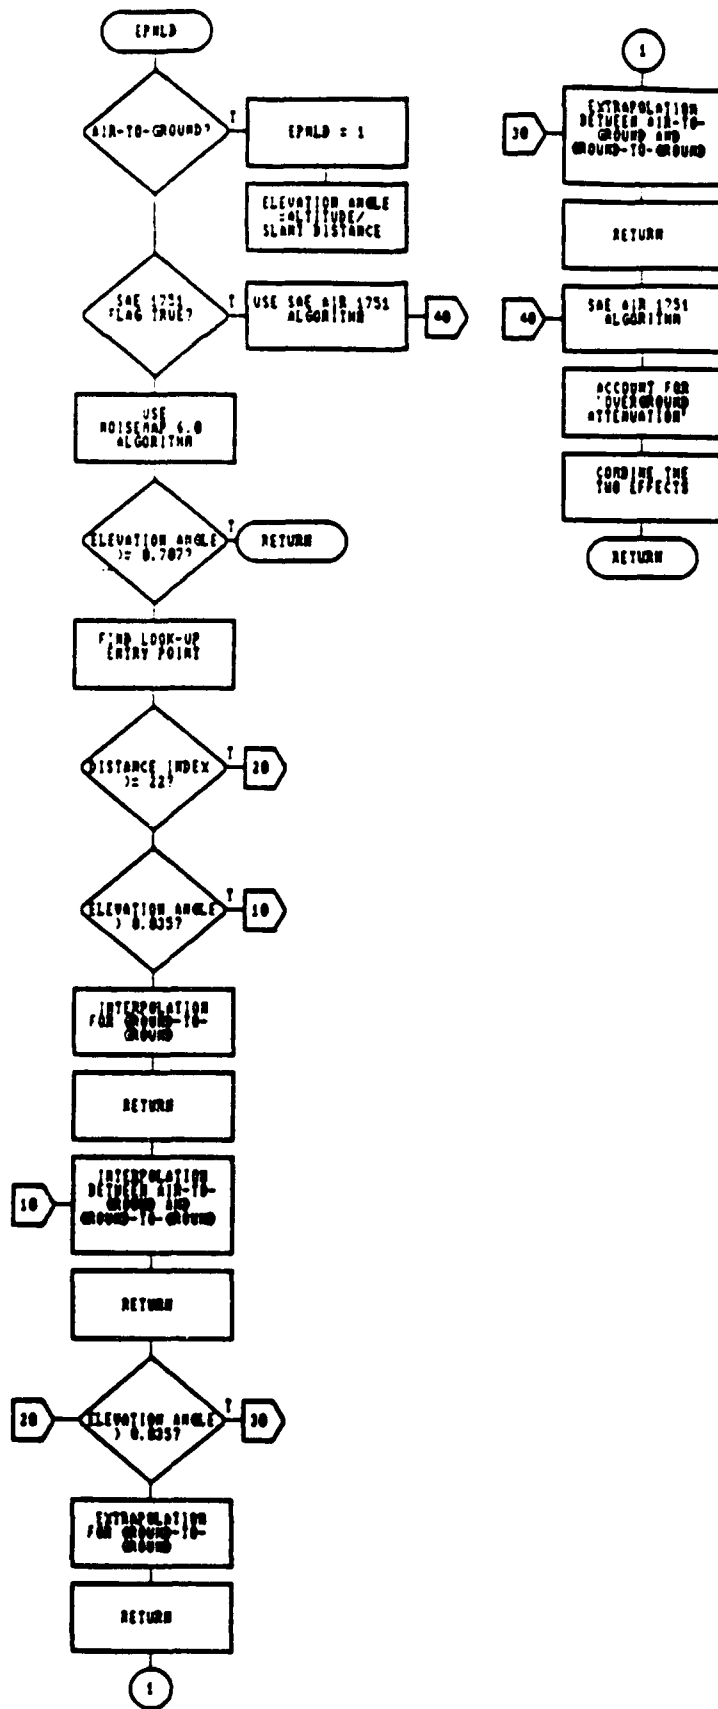 EPNLD
AIR-TO-GROUND?
T
EPNLD = 1
ELEVATION ANGLE
=ALTITUDE/
SLANT DISTANCE
SAE 1751
FLAG TRUE?
T
USE SAE AIR 1751
ALGORITHM
40
USE
NOISEMAP 6.0
ALGORITHM
ELEVATION ANGLE
>= 0.707?
T
RETURN
FIND LOOK-UP
ENTRY POINT
DISTANCE INDEX
>= 22?
T
20
ELEVATION ANGLE
T
10
INTERPOLATION
FOR GROUND-TO-
GROUND
RETURN
10
INTERPOLATION
BETWEEN AIR-TO-
GROUND AND
GROUND-TO-GROUND
RETURN
20
ELEVATION ANGLE
T
30
EXTRAPOLATION
FOR GROUND-TO-
GROUND
RETURN
1
1
30
EXTRAPOLATION
BETWEEN AIR-TO-
GROUND AND
GROUND-TO-GROUND
RETURN
40
SAE AIR 1751
ALGORITHM
ACCOUNT FOR
'OVERGROUND
ATTENUATION'
COMBINE THE
TWO EFFECTS
RETURN